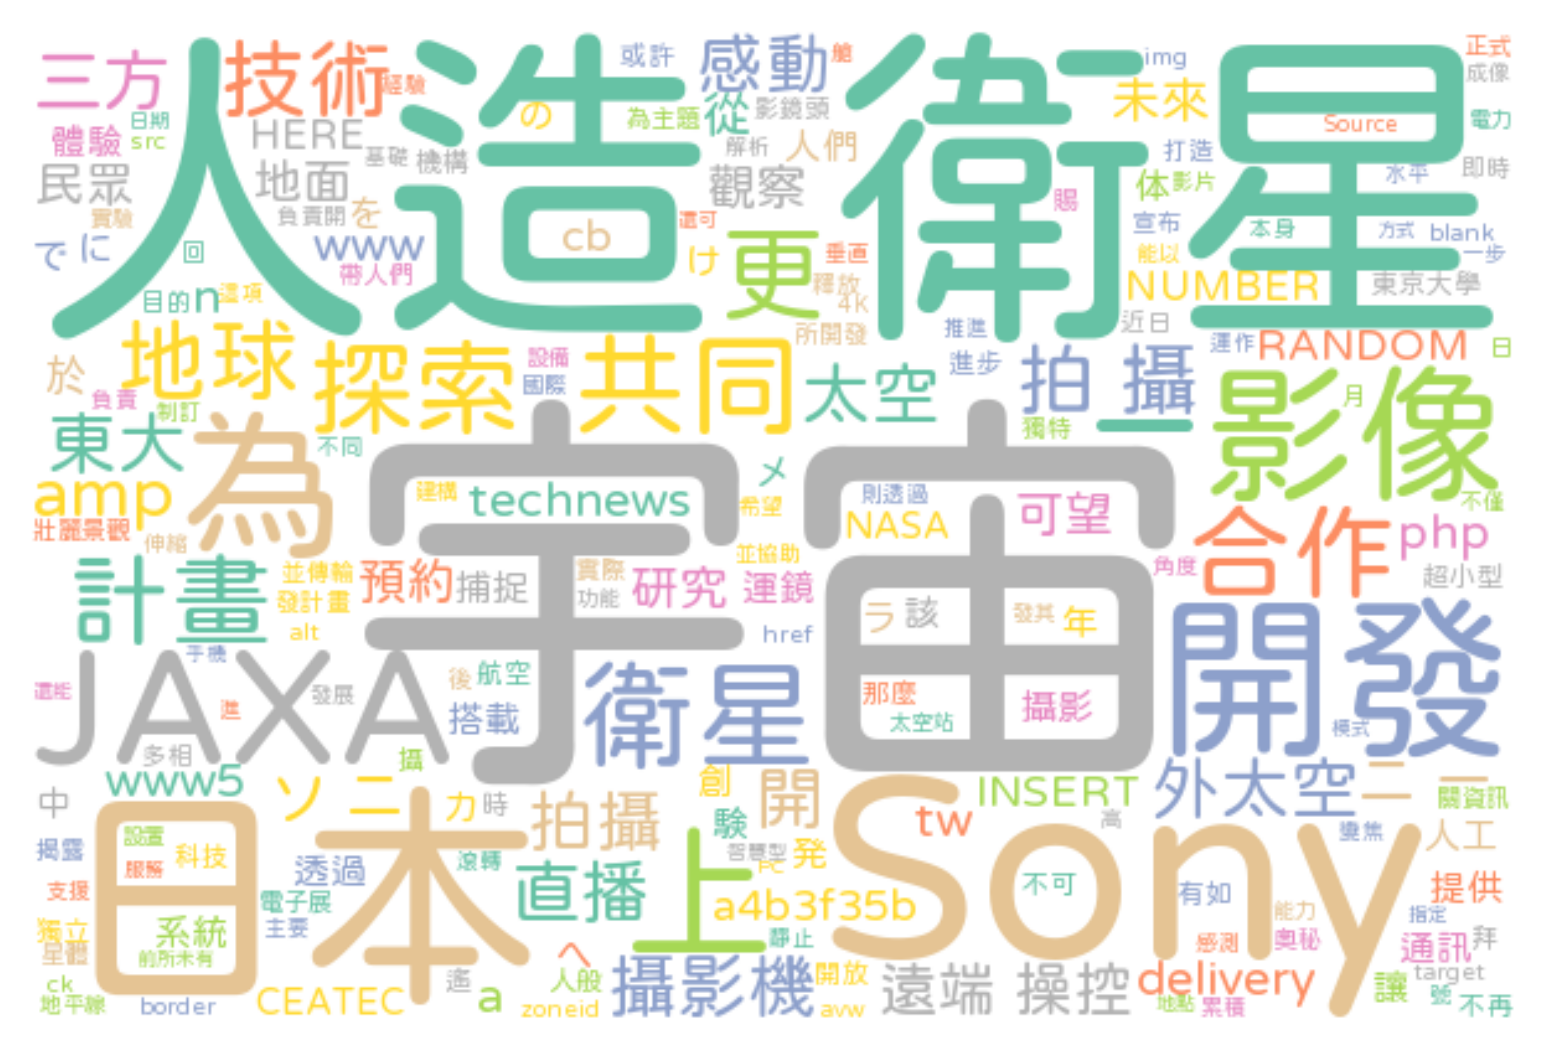 人造衛星
宇宙
Sony
日本
JAXA
開發
影像
為
衛星
上
地球
探索
共同
技術
感動
三方
合作
計畫
更
拍攝
太空
一
東大
未來
從
或許
艙
img
正式
成像
電力
Source
經驗
の
為主題
影鏡頭
解析
人們
打造
体
影片
水平
即時
體驗
日期
src
HERE
基礎
機構
民眾
地面
觀察
賜
宣布
本身
方式
blank
一步
實驗
負責開
を
還可
で
に
回
www
帶人們
cb
け
垂直
能以
釋放
4k
NUMBER
東京大學
目的
n
這項
所開發
推進
近日
運作
RANDOM
日
於
負責
制訂
設備
國際
進步
獨特
月
不同
amp
壯麗景觀
伸縮
建構
technews
メ
希望
則透過
NASA
可望
不僅
php
並協助
角度
超小型
並傳輸
發計畫
alt
預約
捕捉
實際
功能
研究
運鏡
href
ラ
該
發其
年
手機
還能
進
發展
後
航空
搭載
那麼
太空站
攝影
模式
多相
攝
www5
ソニー
中
力
時
拍攝
創
開
INSERT
外太空
二
關資訊
験
智慧型
PC
発
tw
高
變焦
人工
揭露
設置
服務
科技
透過
滾轉
支援
電子展
直播
a4b3f35b
不可
有如
提供
能力
指定
獨立
星體
系統
前所未有
主要
靜止
感測
奧秘
通訊
拜
target
へ
人般
攝影機
開放
遠端
操控
delivery
讓
號
不再
ck
地平線
border
CEATEC
遙
a
zoneid
avw
地點
累積